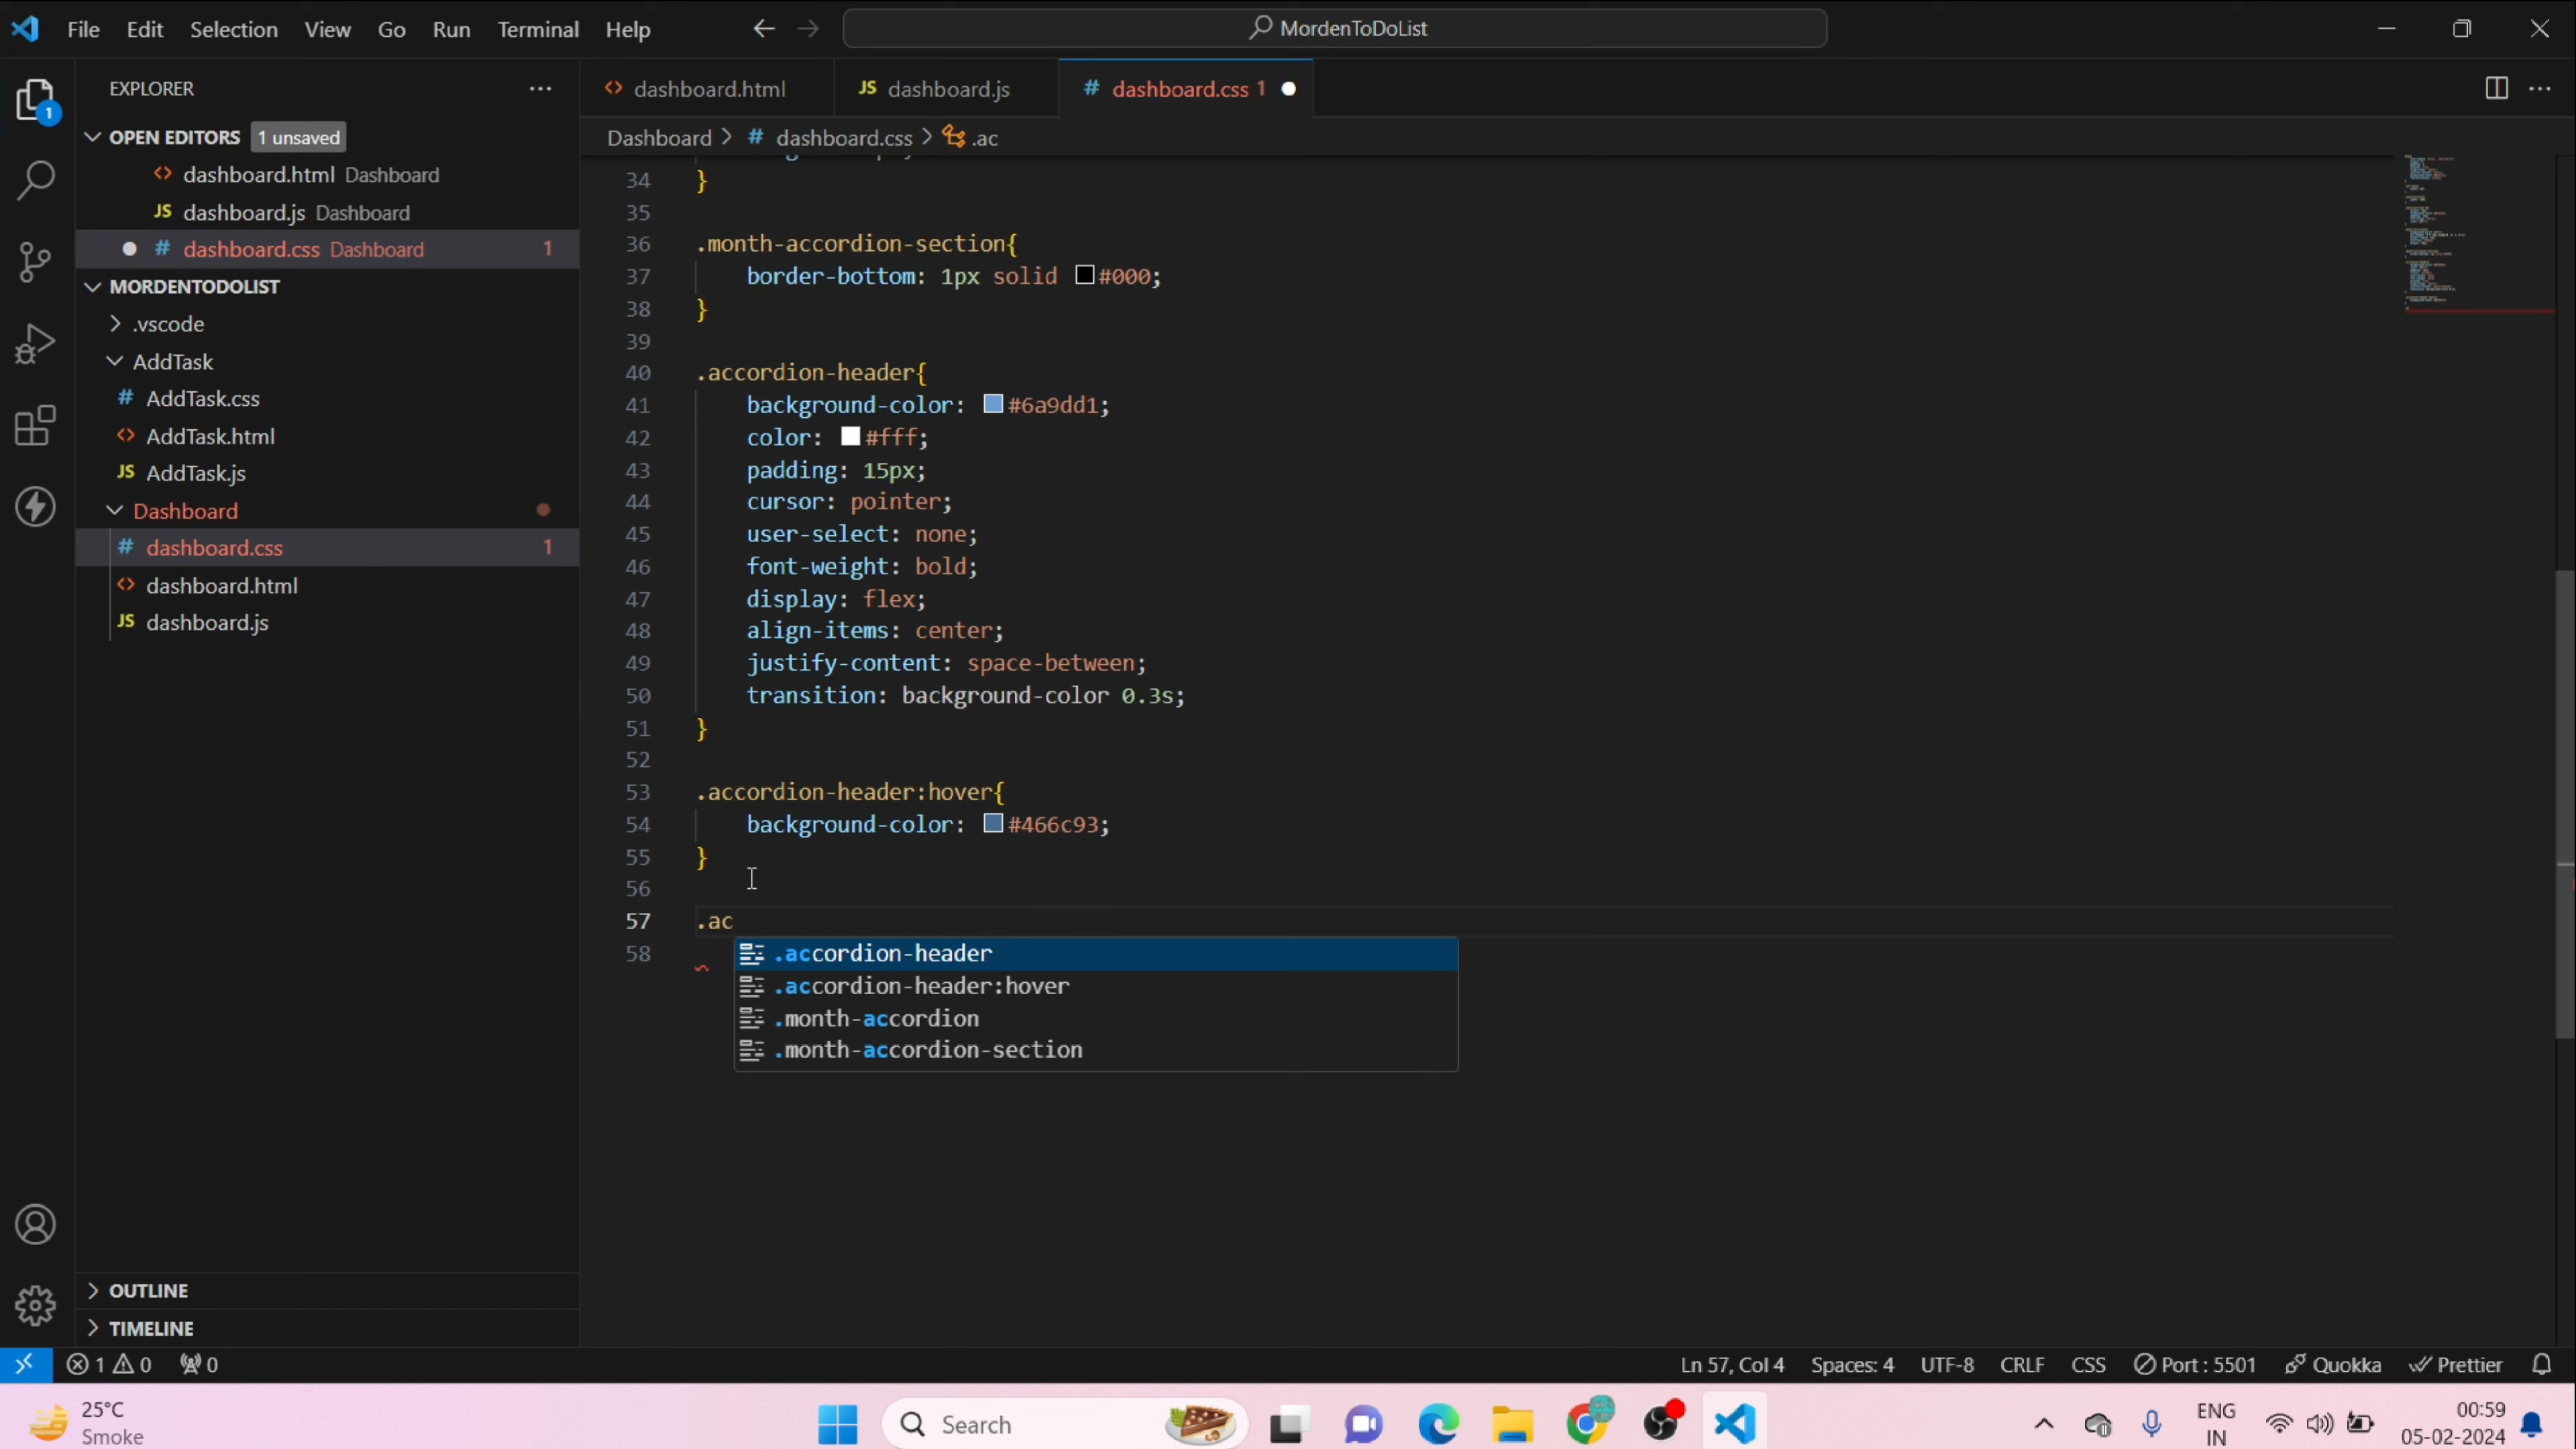 File Edit Selection View Go Run Terminal Help MordenToDoList
EXPLORER
dashboard.html JS dashboard.js # dashboard.css 1
OPEN EDITORS 1 unsaved
Dashboard > # dashboard.css > .ac
dashboard.html Dashboard
JS dashboard.js Dashboard
# dashboard.css Dashboard 1
MORDENTODOLIST
.vscode
AddTask
# AddTask.css
AddTask.html
JS AddTask.js
Dashboard
# dashboard.css 1
dashboard.html
JS dashboard.js
OUTLINE
TIMELINE
34 }
35
36 .month-accordion-section{
37 border-bottom: 1px solid #000;
38 }
39
40 .accordion-header{
41 background-color: #6a9dd1;
42 color: #fff;
43 padding: 15px;
44 cursor: pointer;
45 user-select: none;
46 font-weight: bold;
47 display: flex;
48 align-items: center;
49 justify-content: space-between;
50 transition: background-color 0.3s;
51 }
52
53 .accordion-header:hover{
54 background-color: #466c93;
55 }
56
57 .ac
58
.accordion-header
.accordion-header:hover
.month-accordion
.month-accordion-section
1 0 0 Ln 57, Col 4 Spaces: 4 UTF-8 CRLF CSS Port : 5501 Quokka Prettier
25°C
Smoke
Search
ENG
IN
00:59
05-02-2024